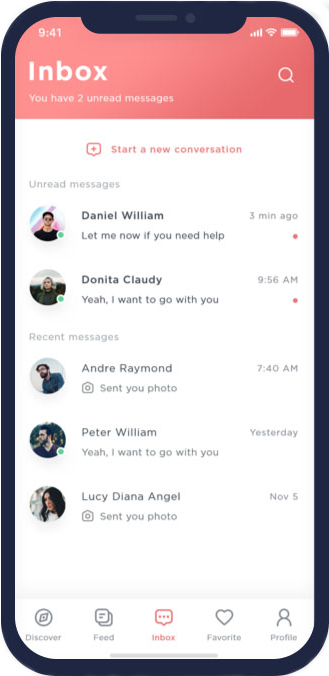 9:41
Inbox
You have 2 unread messages
Start a new conversation
Unread messages
Daniel William 3 min ago
Let me now if you need help
Donita Claudy 9:56 AM
Yeah, I want to go with you
Recent messages
Andre Raymond 7:40 AM
Sent you photo
Peter William Yesterday
Yeah, I want to go with you
Lucy Diana Angel Nov 5
Sent you photo
Discover Feed Inbox Favorite Profile